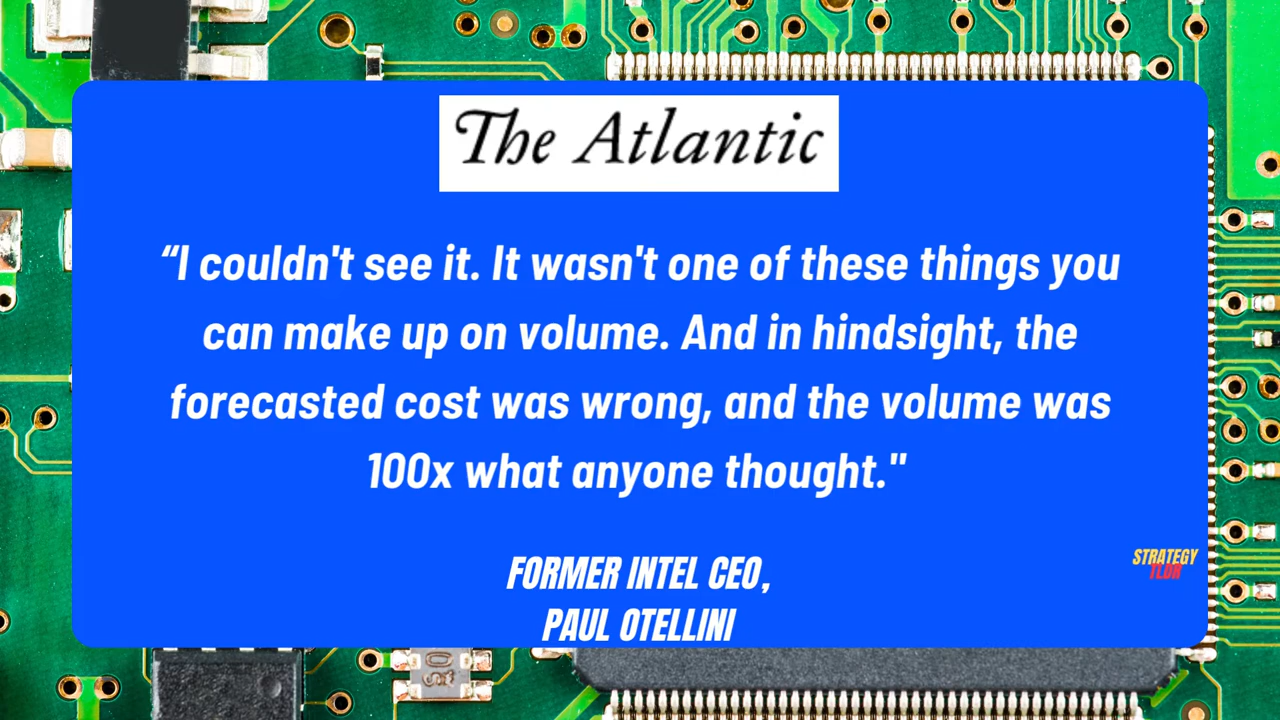 The Atlantic
“I couldn't see it. It wasn't one of these things you
can make up on volume. And in hindsight, the
forecasted cost was wrong, and the volume was
100x what anyone thought."
FORMER INTEL CEO,
PAUL OTELLINI
STRATEGY
TLDR